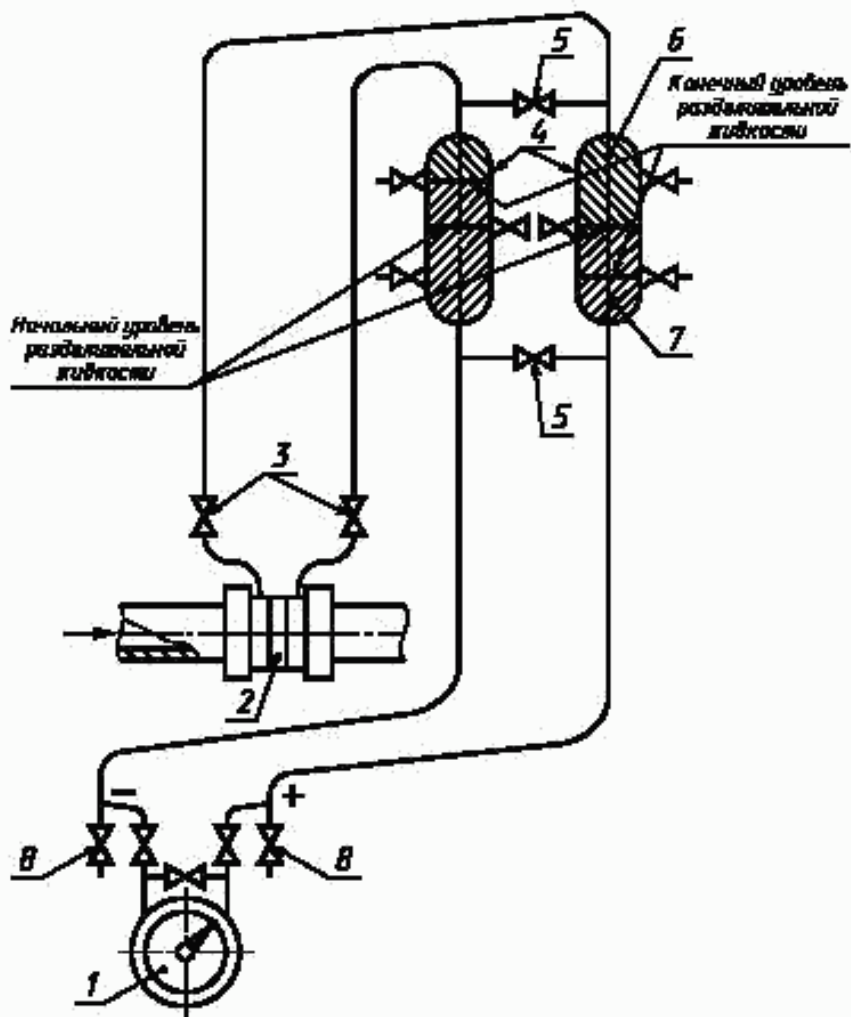 5
6
Конечный уровень
разделительной
жидкости
4
Начальный уровень
разделительной
жидкости
7
5
3
2
−
+
8
8
1